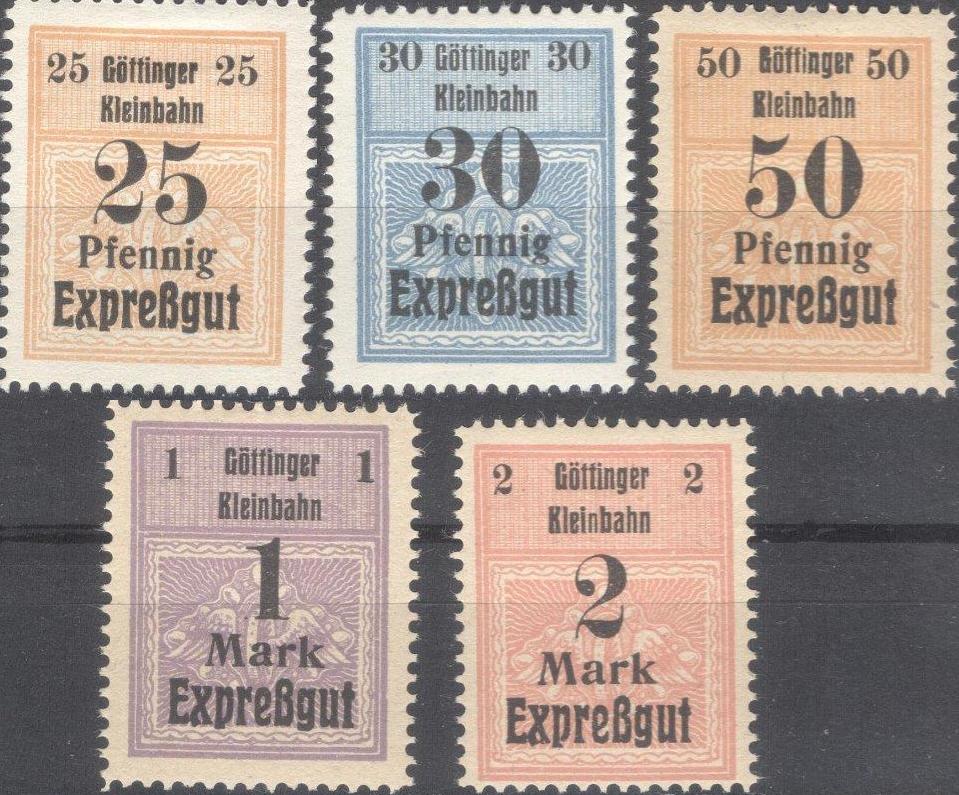 25 Göttinger 25
Kleinbahn
25
Pfennig
Expreßgut
30 Göttinger 30
Kleinbahn
30
Pfennig
Expreßgut
50 Göttinger 50
Kleinbahn
50
Pfennig
Expreßgut
1 Göttinger 1
Kleinbahn
1
Mark
Expreßgut
2 Göttinger 2
Kleinbahn
2
Mark
Expreßgut